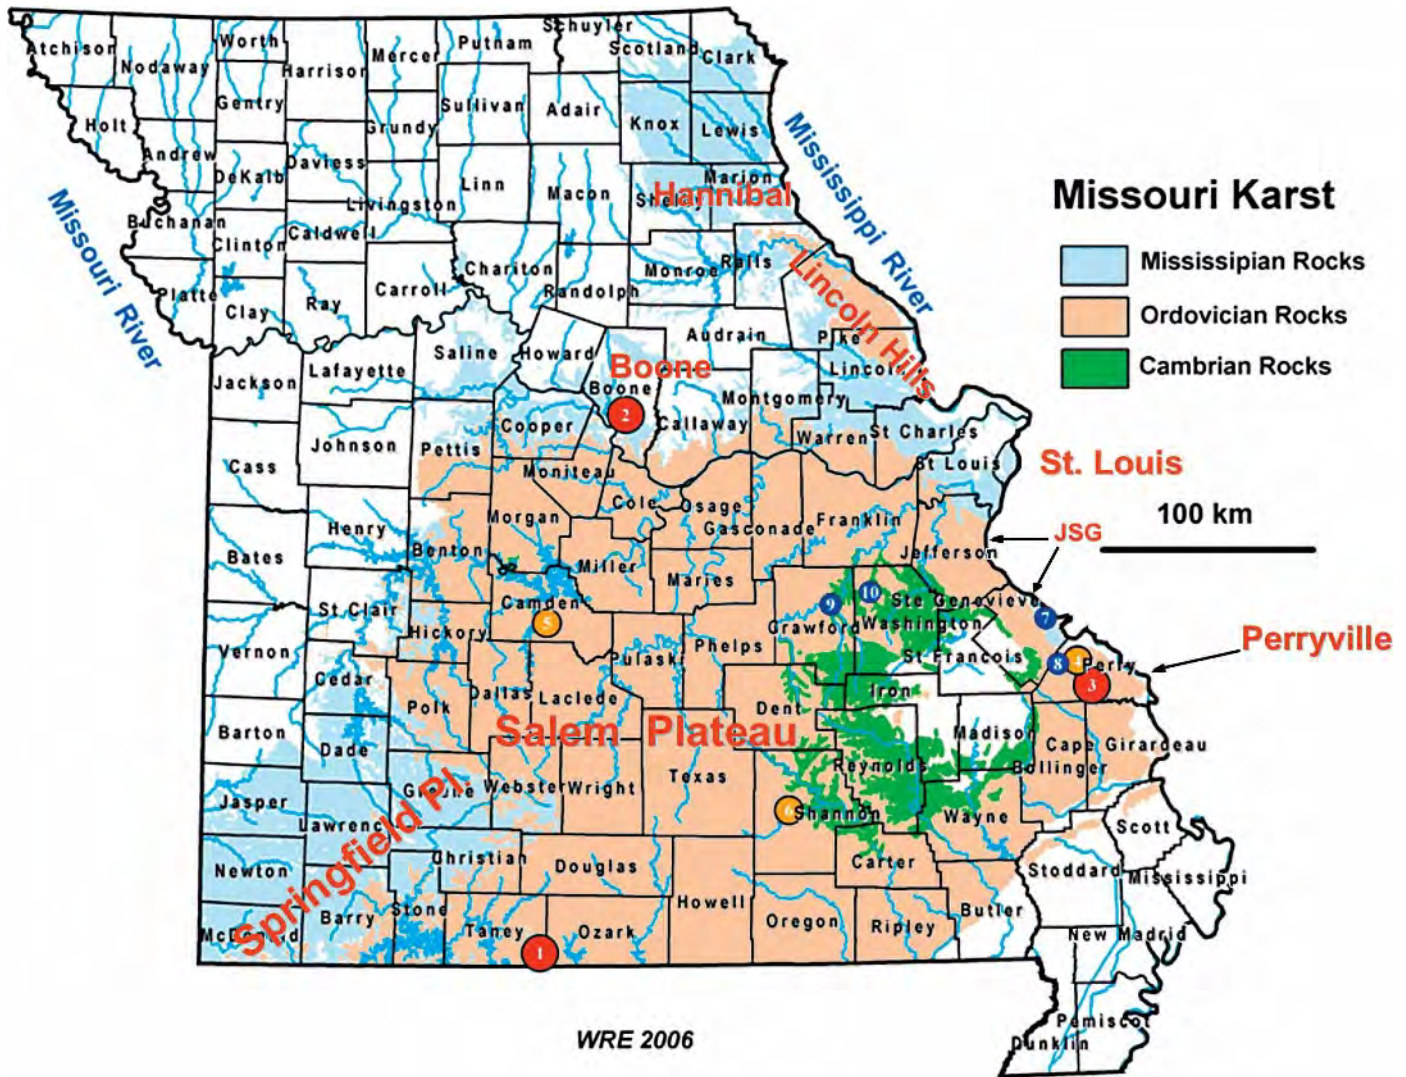 Schuyler
Atchison
Nodaway
Worth
Harrison
Mercer
Putnam
Scotland
Clark
Gentry
Sullivan
Adair
Knox
Lewis
Holt
Grundy
Andrew
DeKalb
Daviess
Linn
Macon
Marion
Shelby
Hannibal
Mississippi River
Missouri River
Livingston
Buchanan
Clinton
Caldwell
Chariton
Randolph
Monroe
Ralls
Lincoln Hills
Platte
Clay
Ray
Carroll
Audrain
Pike
Missouri Karst
Mississipian Rocks
Ordovician Rocks
Cambrian Rocks
Saline
Howard
Boone
Boone
2
Lincoln
Jackson
Lafayette
Montgomery
Cooper
Callaway
Warren
St Charles
Johnson
Pettis
St Louis
St. Louis
Cass
Moniteau
Cole
Osage
Gasconade
Franklin
100 km
Henry
Morgan
Jefferson
JSG
Bates
Benton
Miller
Maries
St Clair
Camden
5
9
10
Ste Genevieve
7
Crawford
Washington
Hickory
Vernon
Pulaski
Phelps
St Francois
8
4
Perry
3
Perryville
Cedar
Polk
Dallas
Laclede
Dent
Iron
Madison
Salem Plateau
Barton
Dade
Cape Girardeau
Bollinger
Reynolds
Texas
Jasper
Greene
Webster
Wright
6
Shannon
Wayne
Springfield Pl
Lawrence
Scott
Newton
Christian
Douglas
Carter
Stoddard
Mississippi
McDonald
Barry
Stone
Taney
1
Ozark
Howell
Oregon
Ripley
Butler
New Madrid
Pemiscot
Dunklin
WRE 2006